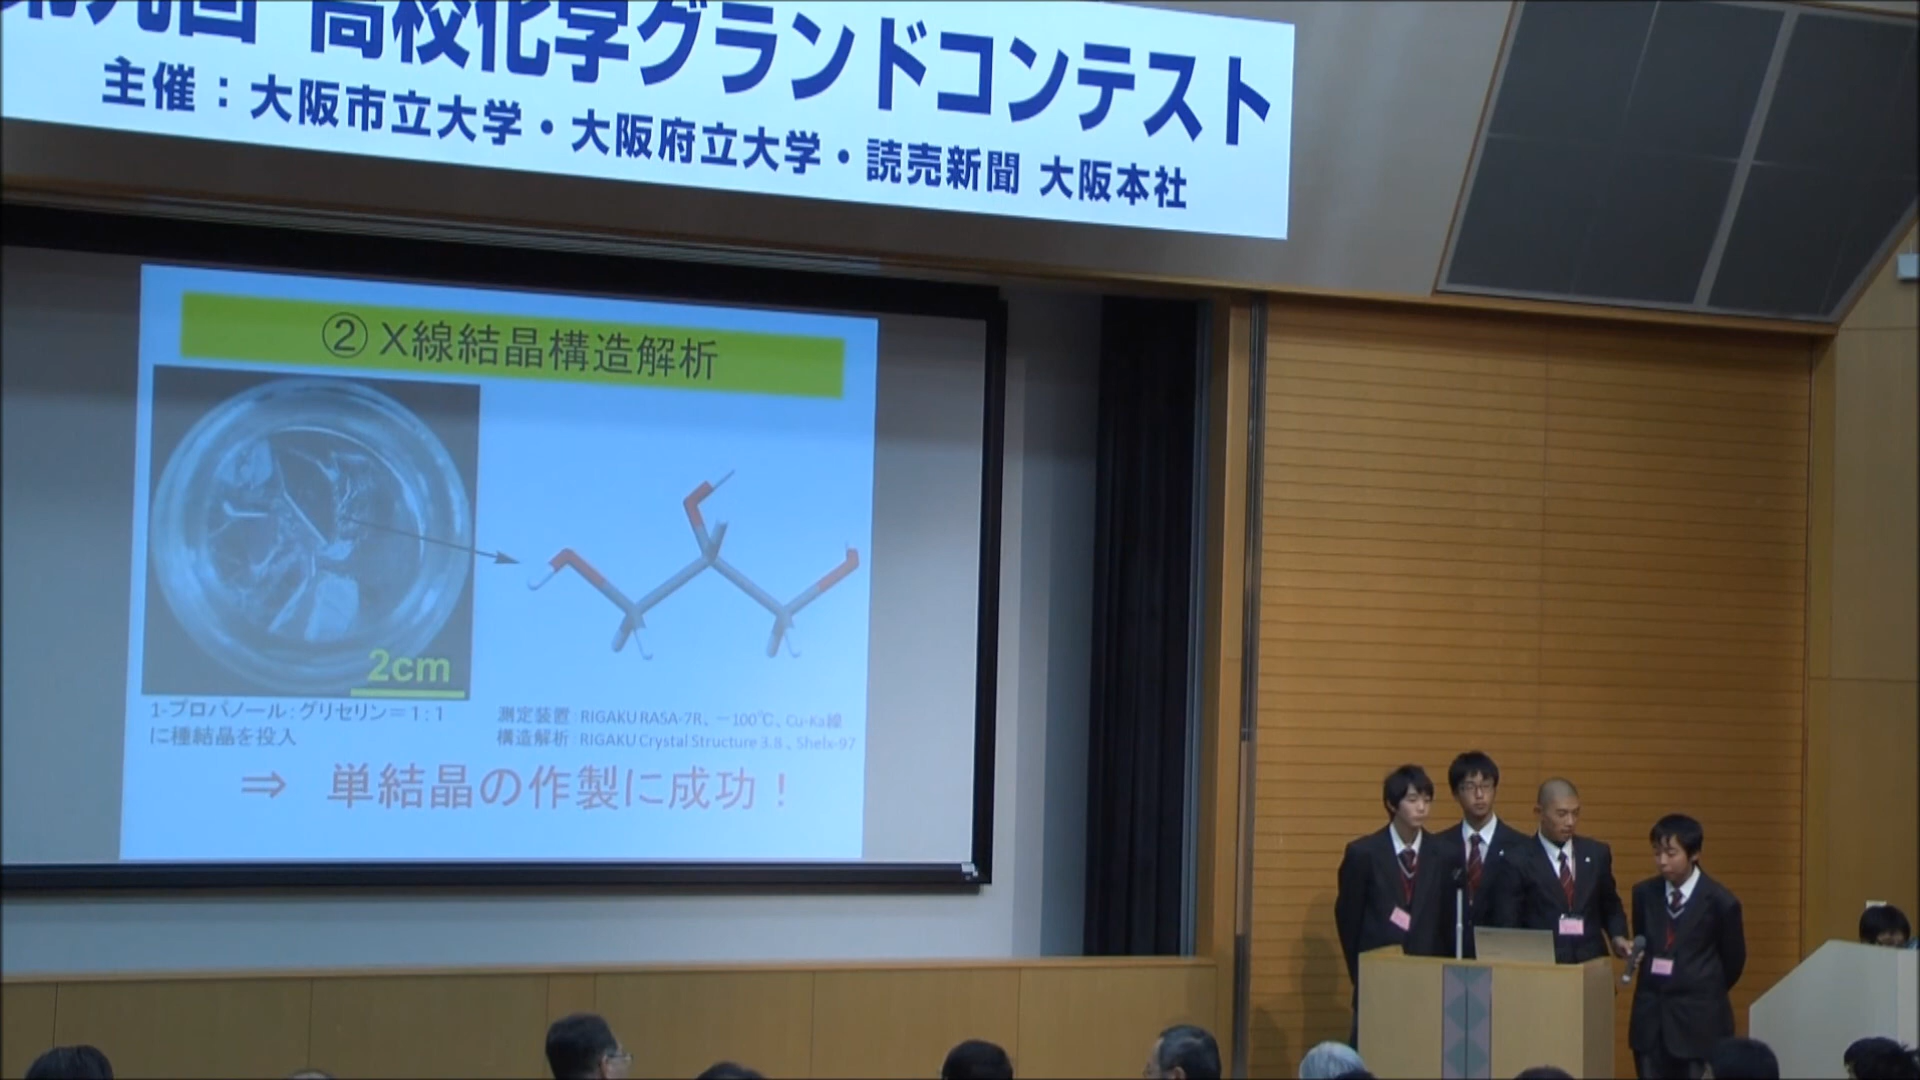 第九回 高校化学グランドコンテスト
主催：大阪市立大学・大阪府立大学・読売新聞 大阪本社
② X線結晶構造解析
2cm
1-プロパノール：グリセリン＝1：1
に種結晶を投入
測定装置：RIGAKU RASA-7R、－100℃、Cu-Kα線
構造解析：RIGAKU Crystal Structure 3.8、Shelx-97
⇒ 単結晶の作製に成功！